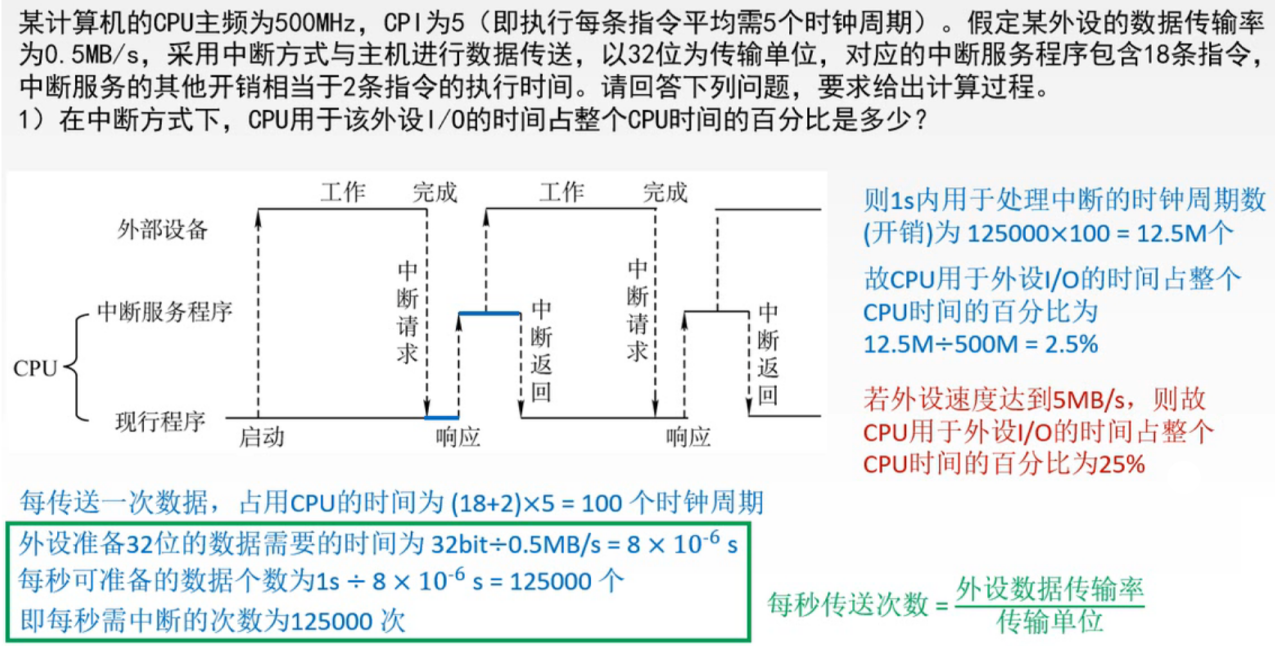 某计算机的CPU主频为500MHz，CPI为5（即执行每条指令平均需5个时钟周期）。假定某外设的数据传输率
为0.5MB/s，采用中断方式与主机进行数据传送，以32位为传输单位，对应的中断服务程序包含18条指令，
中断服务的其他开销相当于2条指令的执行时间。请回答下列问题，要求给出计算过程。
1）在中断方式下，CPU用于该外设I/O的时间占整个CPU时间的百分比是多少？
工作 完成 工作 完成
外部设备
中断请求
中断请求
中断服务程序
中断返回
中断返回
CPU
现行程序
启动 响应 响应
则1s内用于处理中断的时钟周期数
(开销)为 125000×100 = 12.5M个
故CPU用于外设I/O的时间占整个
CPU时间的百分比为
12.5M÷500M = 2.5%
若外设速度达到5MB/s，则故
CPU用于外设I/O的时间占整个
CPU时间的百分比为25%
每传送一次数据，占用CPU的时间为 (18+2)×5 = 100 个时钟周期
外设准备32位的数据需要的时间为 32bit÷0.5MB/s = 8 × 10⁻⁶ s
每秒可准备的数据个数为1s ÷ 8 × 10⁻⁶ s = 125000 个
即每秒需中断的次数为125000 次
每秒传送次数 = 外设数据传输率
传输单位